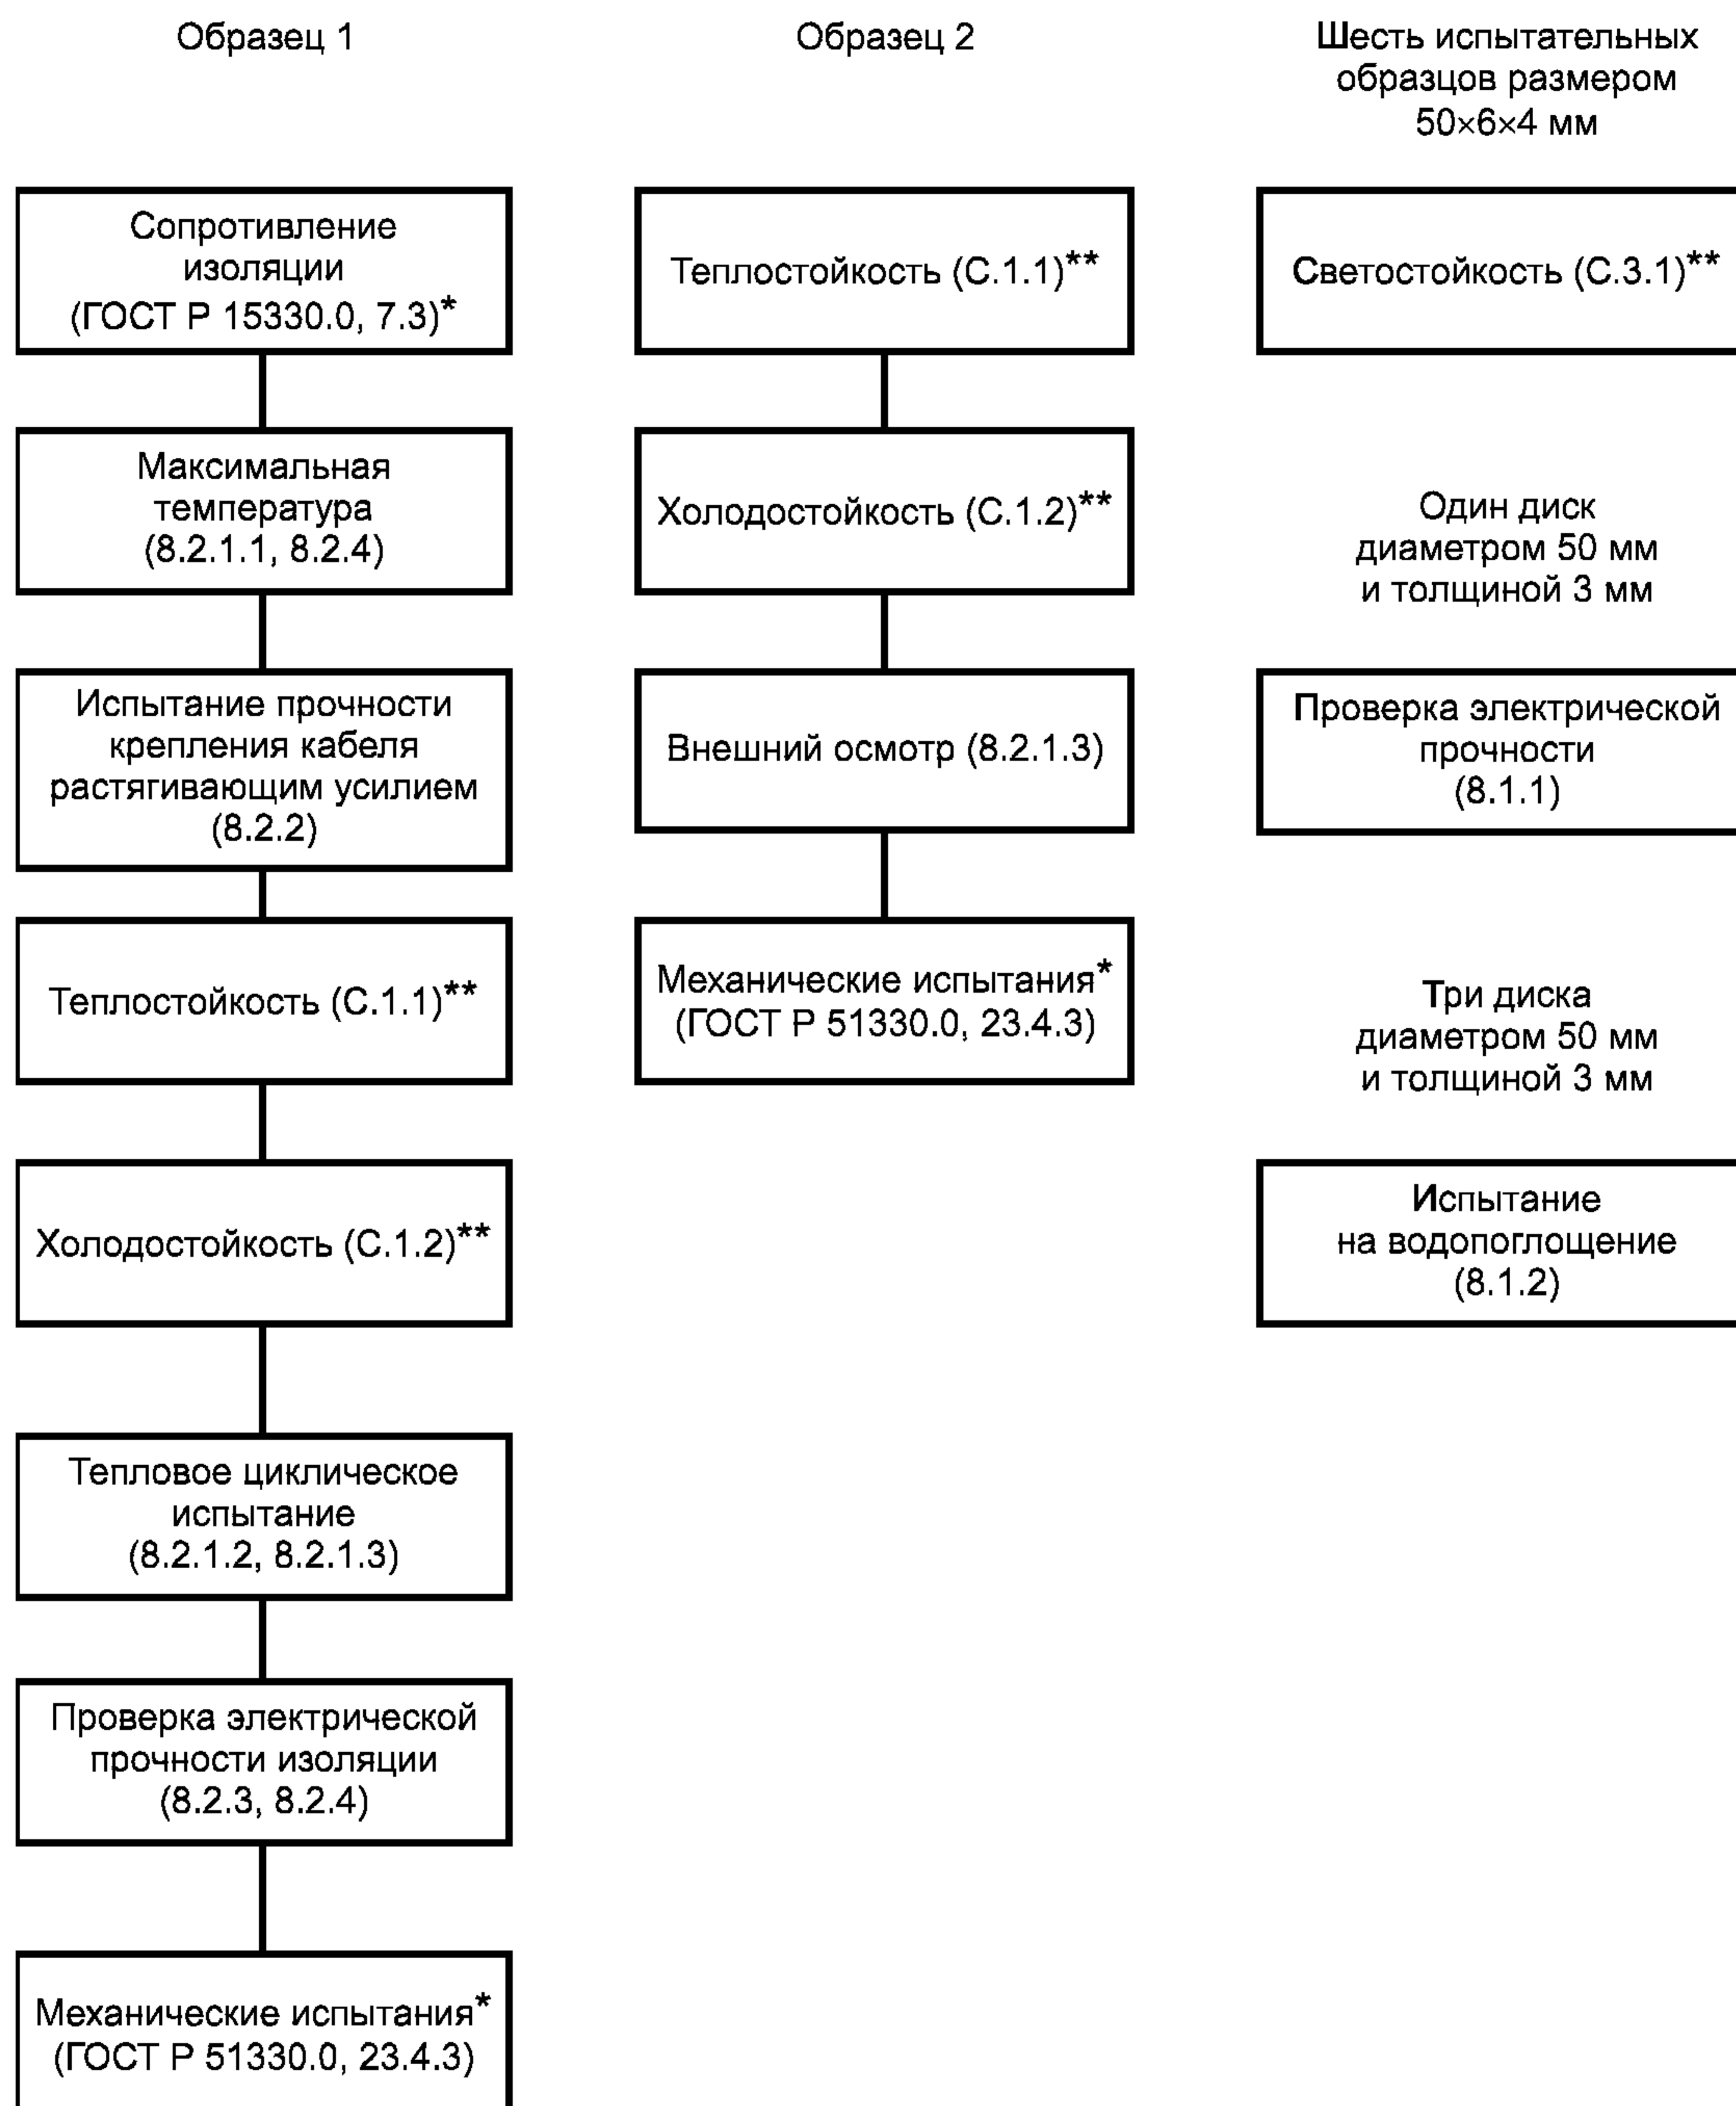 Образец 1
Сопротивление
изоляции
(ГОСТ Р 15330.0, 7.3)*
Максимальная
температура
(8.2.1.1, 8.2.4)
Испытание прочности
крепления кабеля
растягивающим усилием
(8.2.2)
Теплостойкость (С.1.1)**
Холодостойкость (С.1.2)**
Тепловое циклическое
испытание
(8.2.1.2, 8.2.1.3)
Проверка электрической
прочности изоляции
(8.2.3, 8.2.4)
Механические испытания*
(ГОСТ Р 51330.0, 23.4.3)
Образец 2
Теплостойкость (С.1.1)**
Холодостойкость (С.1.2)**
Внешний осмотр (8.2.1.3)
Механические испытания*
(ГОСТ Р 51330.0, 23.4.3)
Шесть испытательных
образцов размером
50×6×4 мм
Светостойкость (С.3.1)**
Один диск
диаметром 50 мм
и толщиной 3 мм
Проверка электрической
прочности
(8.1.1)
Три диска
диаметром 50 мм
и толщиной 3 мм
Испытание
на водопоглощение
(8.1.2)